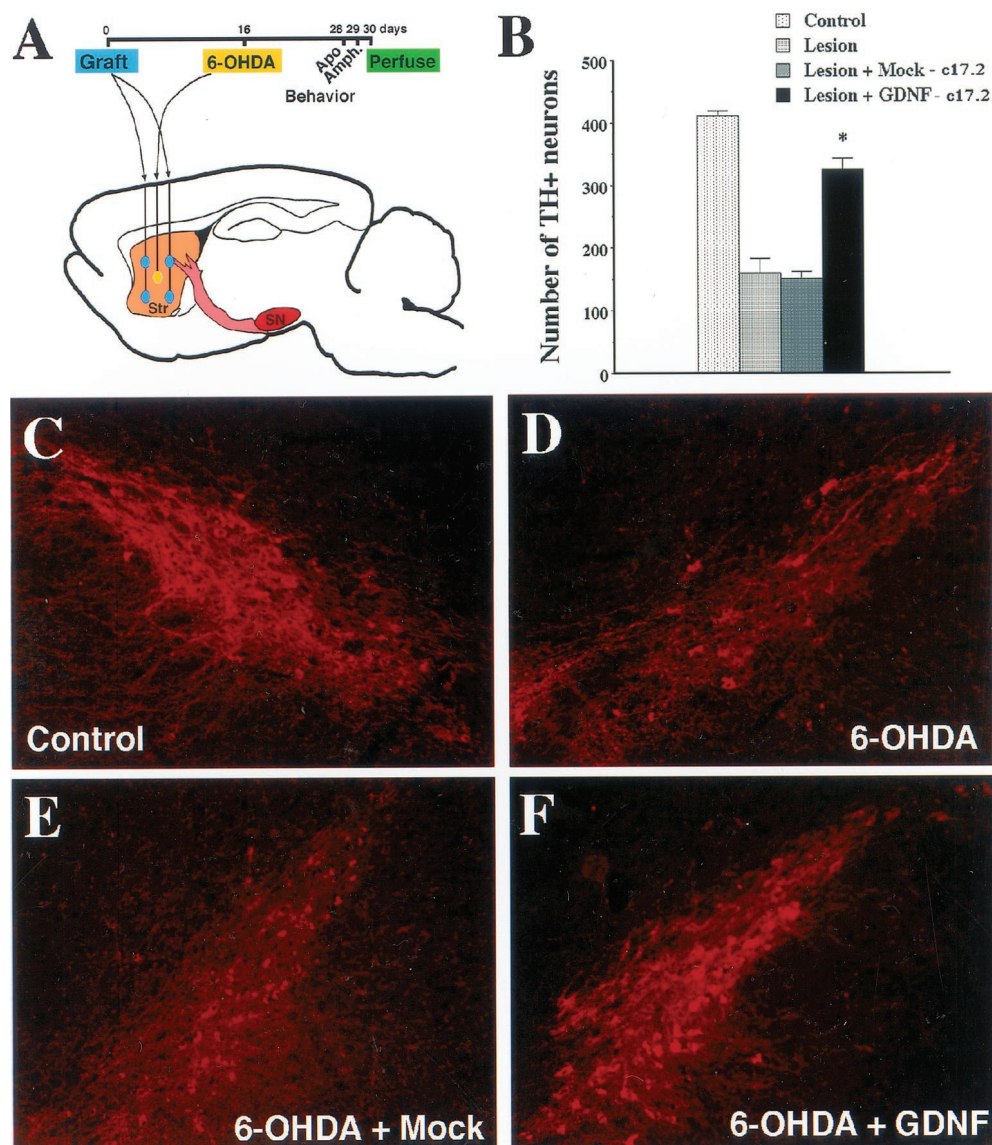 A
0 16 28 29 30 days
Graft 6-OHDA Apo Amph. Perfuse
Behavior
Str
SN
B
Control
Lesion
Lesion + Mock - c17.2
Lesion + GDNF - c17.2
Number of TH+ neurons
500
400
300
200
100
0
*
C
Control
D
6-OHDA
E
6-OHDA + Mock
F
6-OHDA + GDNF